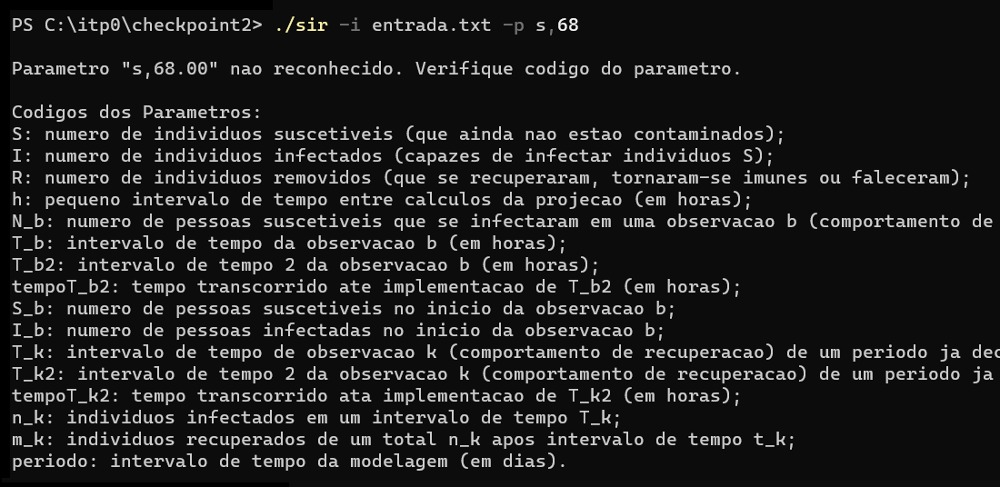 PS C:\itp0\checkpoint2> ./sir -i entrada.txt -p s,68
Parametro "s,68.00" nao reconhecido. Verifique codigo do parametro.
Codigos dos Parametros:
S: numero de individuos suscetiveis (que ainda nao estao contaminados);
I: numero de individuos infectados (capazes de infectar individuos S);
R: numero de individuos removidos (que se recuperaram, tornaram-se imunes ou faleceram);
h: pequeno intervalo de tempo entre calculos da projecao (em horas);
N_b: numero de pessoas suscetiveis que se infectaram em uma observacao b (comportamento de
T_b: intervalo de tempo da observacao b (em horas);
T_b2: intervalo de tempo 2 da observacao b (em horas);
tempoT_b2: tempo transcorrido ate implementacao de T_b2 (em horas);
S_b: numero de pessoas suscetiveis no inicio da observacao b;
I_b: numero de pessoas infectadas no inicio da observacao b;
T_k: intervalo de tempo de observacao k (comportamento de recuperacao) de um periodo ja dec
T_k2: intervalo de tempo 2 da observacao k (comportamento de recuperacao) de um periodo ja
tempoT_k2: tempo transcorrido ata implementacao de T_k2 (em horas);
n_k: individuos infectados em um intervalo de tempo T_k;
m_k: individuos recuperados de um total n_k apos intervalo de tempo t_k;
periodo: intervalo de tempo da modelagem (em dias).